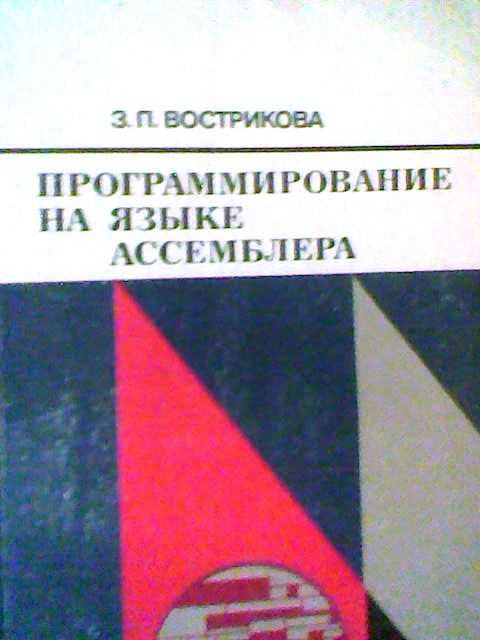 З. П. ВОСТРИКОВА
ПРОГРАММИРОВАНИЕ
НА ЯЗЫКЕ
АССЕМБЛЕРА